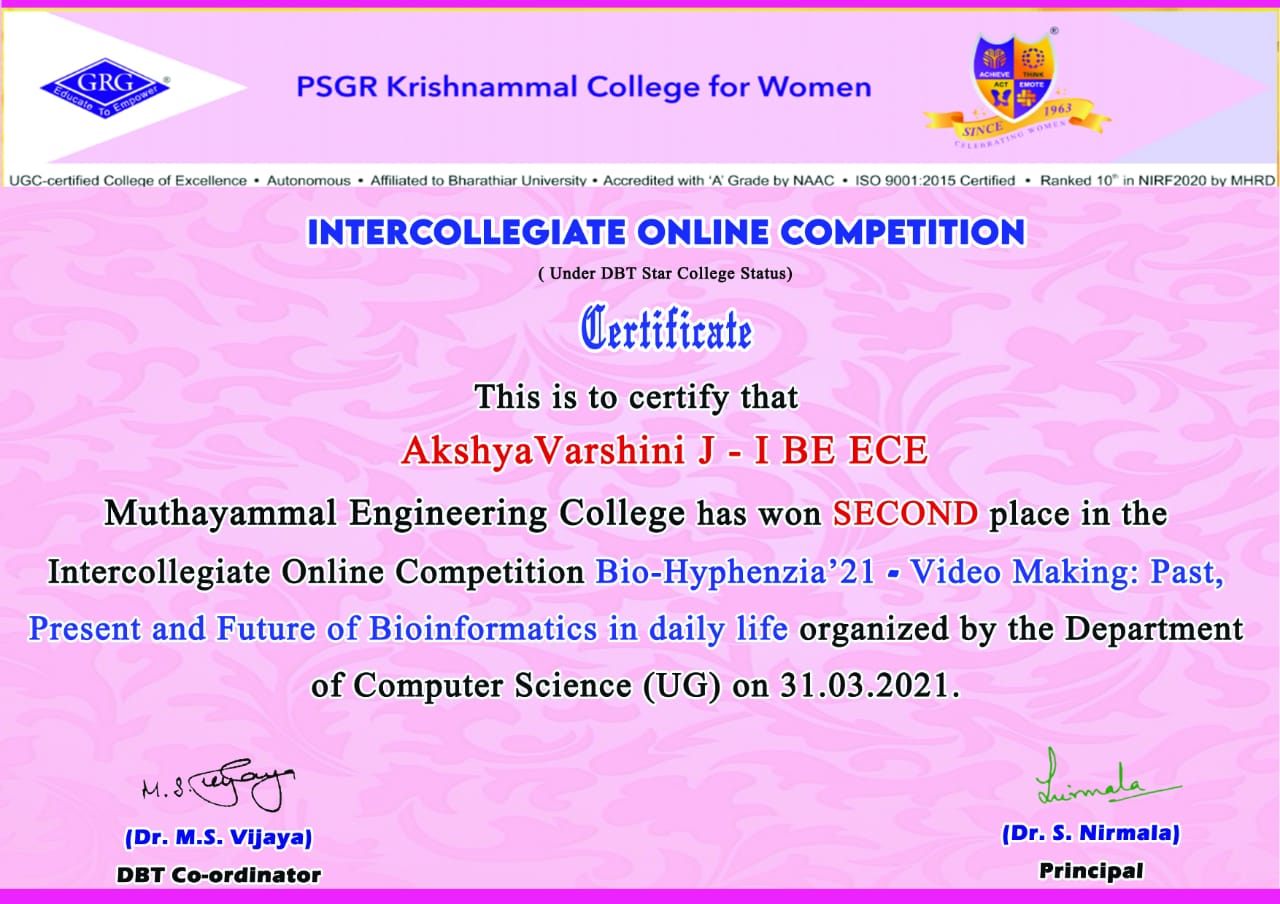 GRG
®
Educate To Empower
PSGR Krishnammal College for Women
®
ACHIEVE THINK
ACT EMOTE
SINCE 1963
CELEBRATING WOMEN
UGC-certified College of Excellence • Autonomous • Affiliated to Bharathiar University • Accredited with ‘A’ Grade by NAAC • ISO 9001:2015 Certified • Ranked 10th in NIRF2020 by MHRD
INTERCOLLEGIATE ONLINE COMPETITION
( Under DBT Star College Status)
Certificate
This is to certify that
AkshyaVarshini J - I BE ECE
Muthayammal Engineering College has won SECOND place in the
Intercollegiate Online Competition Bio-Hyphenzia’21 - Video Making: Past,
Present and Future of Bioinformatics in daily life organized by the Department
of Computer Science (UG) on 31.03.2021.
M.S. Vijaya
Nirmala
(Dr. M.S. Vijaya)
(Dr. S. Nirmala)
DBT Co-ordinator
Principal